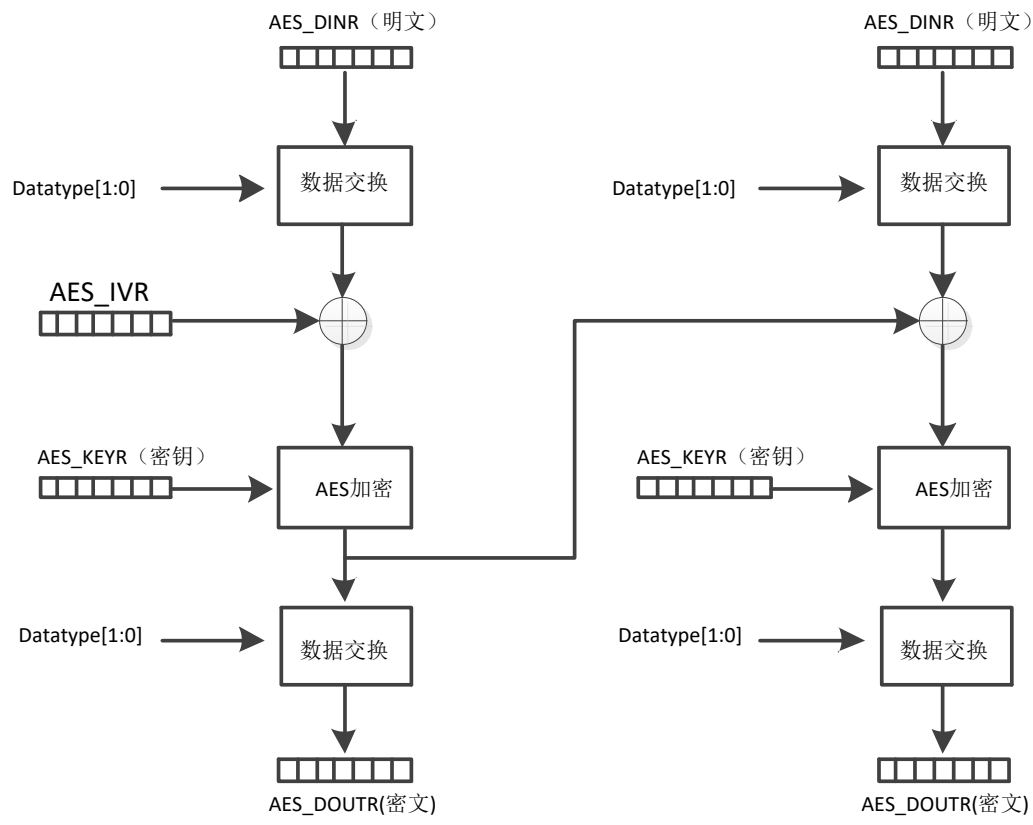 AES_DINR（明文）
AES_DINR（明文）
Datatype[1:0]
数据交换
Datatype[1:0]
数据交换
AES_IVR
AES_KEYR（密钥）
AES加密
AES_KEYR（密钥）
AES加密
Datatype[1:0]
数据交换
Datatype[1:0]
数据交换
AES_DOUTR(密文)
AES_DOUTR(密文)